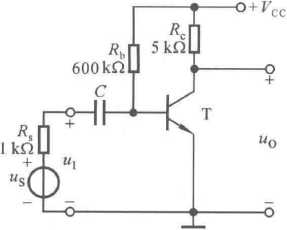 +V_CC
R_b
600 kΩ
R_c
5 kΩ
+
C
T
+
R_s
1 kΩ
+
u_I
u_O
u_S
−
−
−